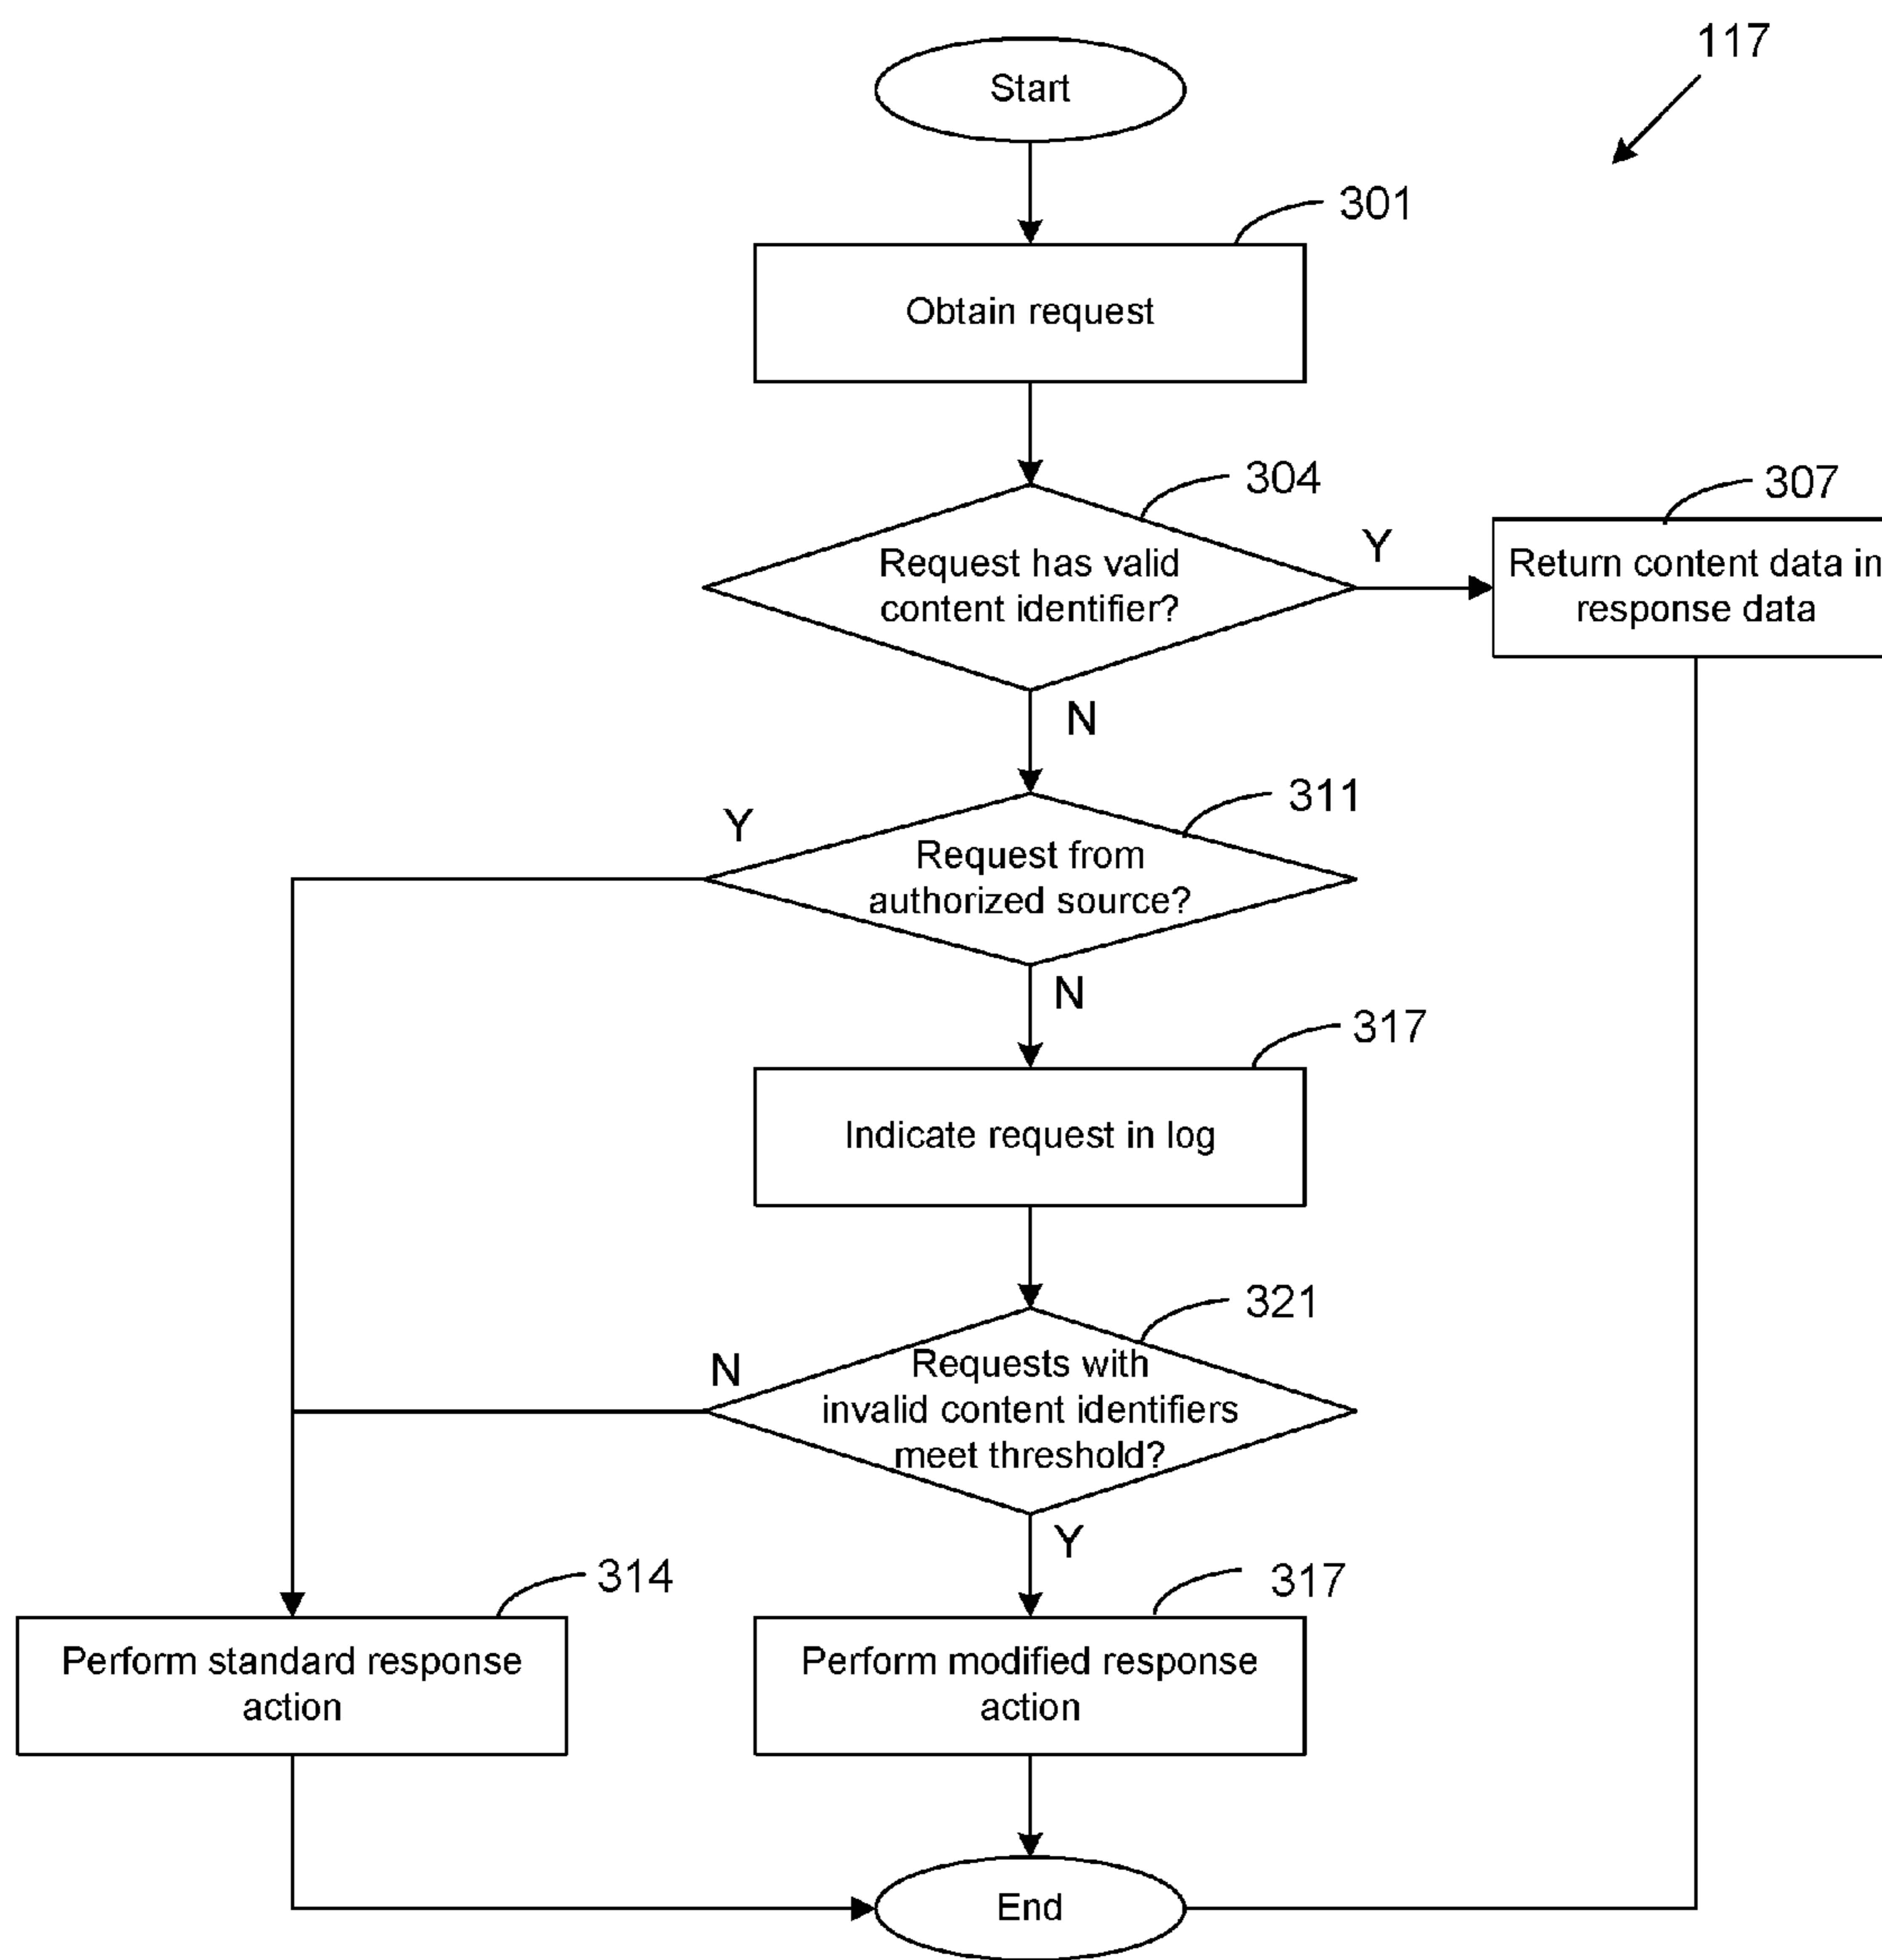 117
Start
301
Obtain request
304
307
Request has valid
content identifier?
Y
Return content data in
response data
N
311
Y
Request from
authorized source?
N
317
Indicate request in log
321
N
Requests with
invalid content identifiers
meet threshold?
Y
314
317
Perform standard response
action
Perform modified response
action
End